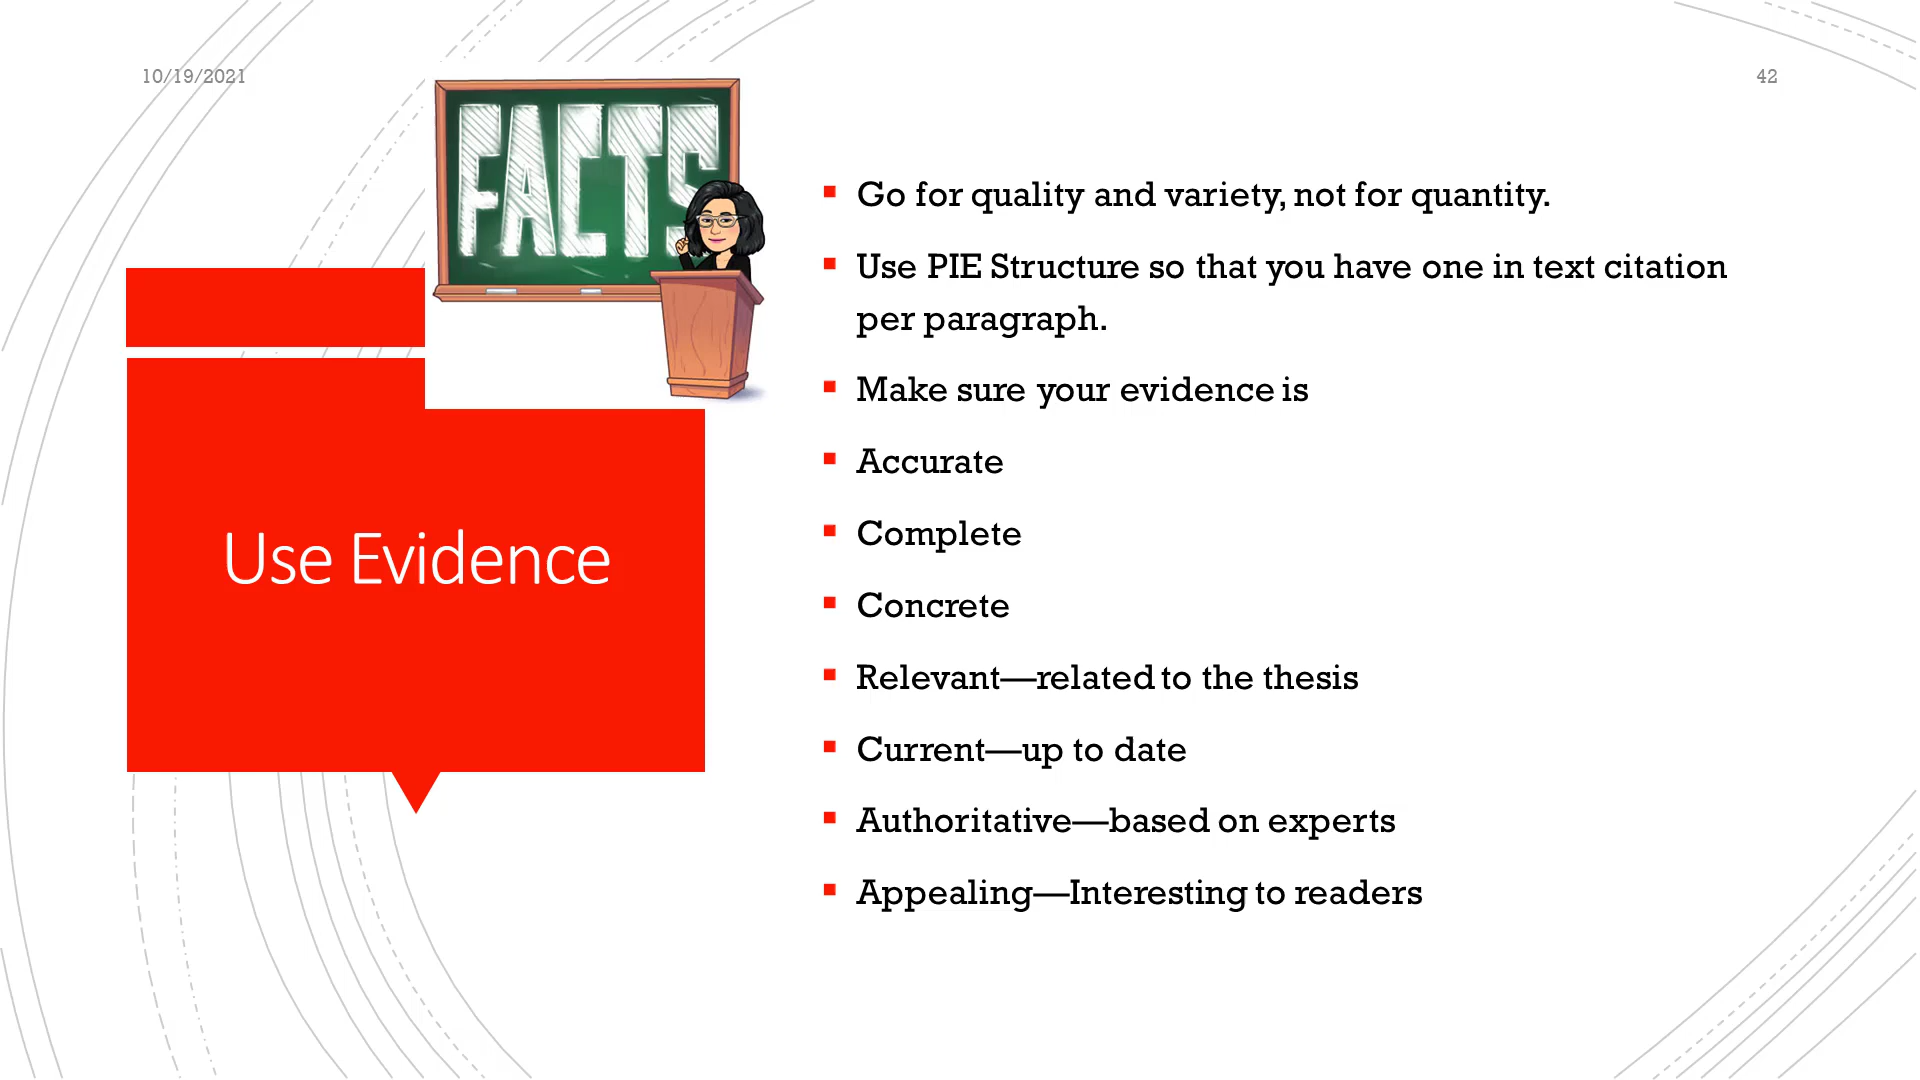 10/19/2021
42
FACTS
Use Evidence
Go for quality and variety, not for quantity.
Use PIE Structure so that you have one in text citation
per paragraph.
Make sure your evidence is
Accurate
Complete
Concrete
Relevant—related to the thesis
Current—up to date
Authoritative—based on experts
Appealing—Interesting to readers